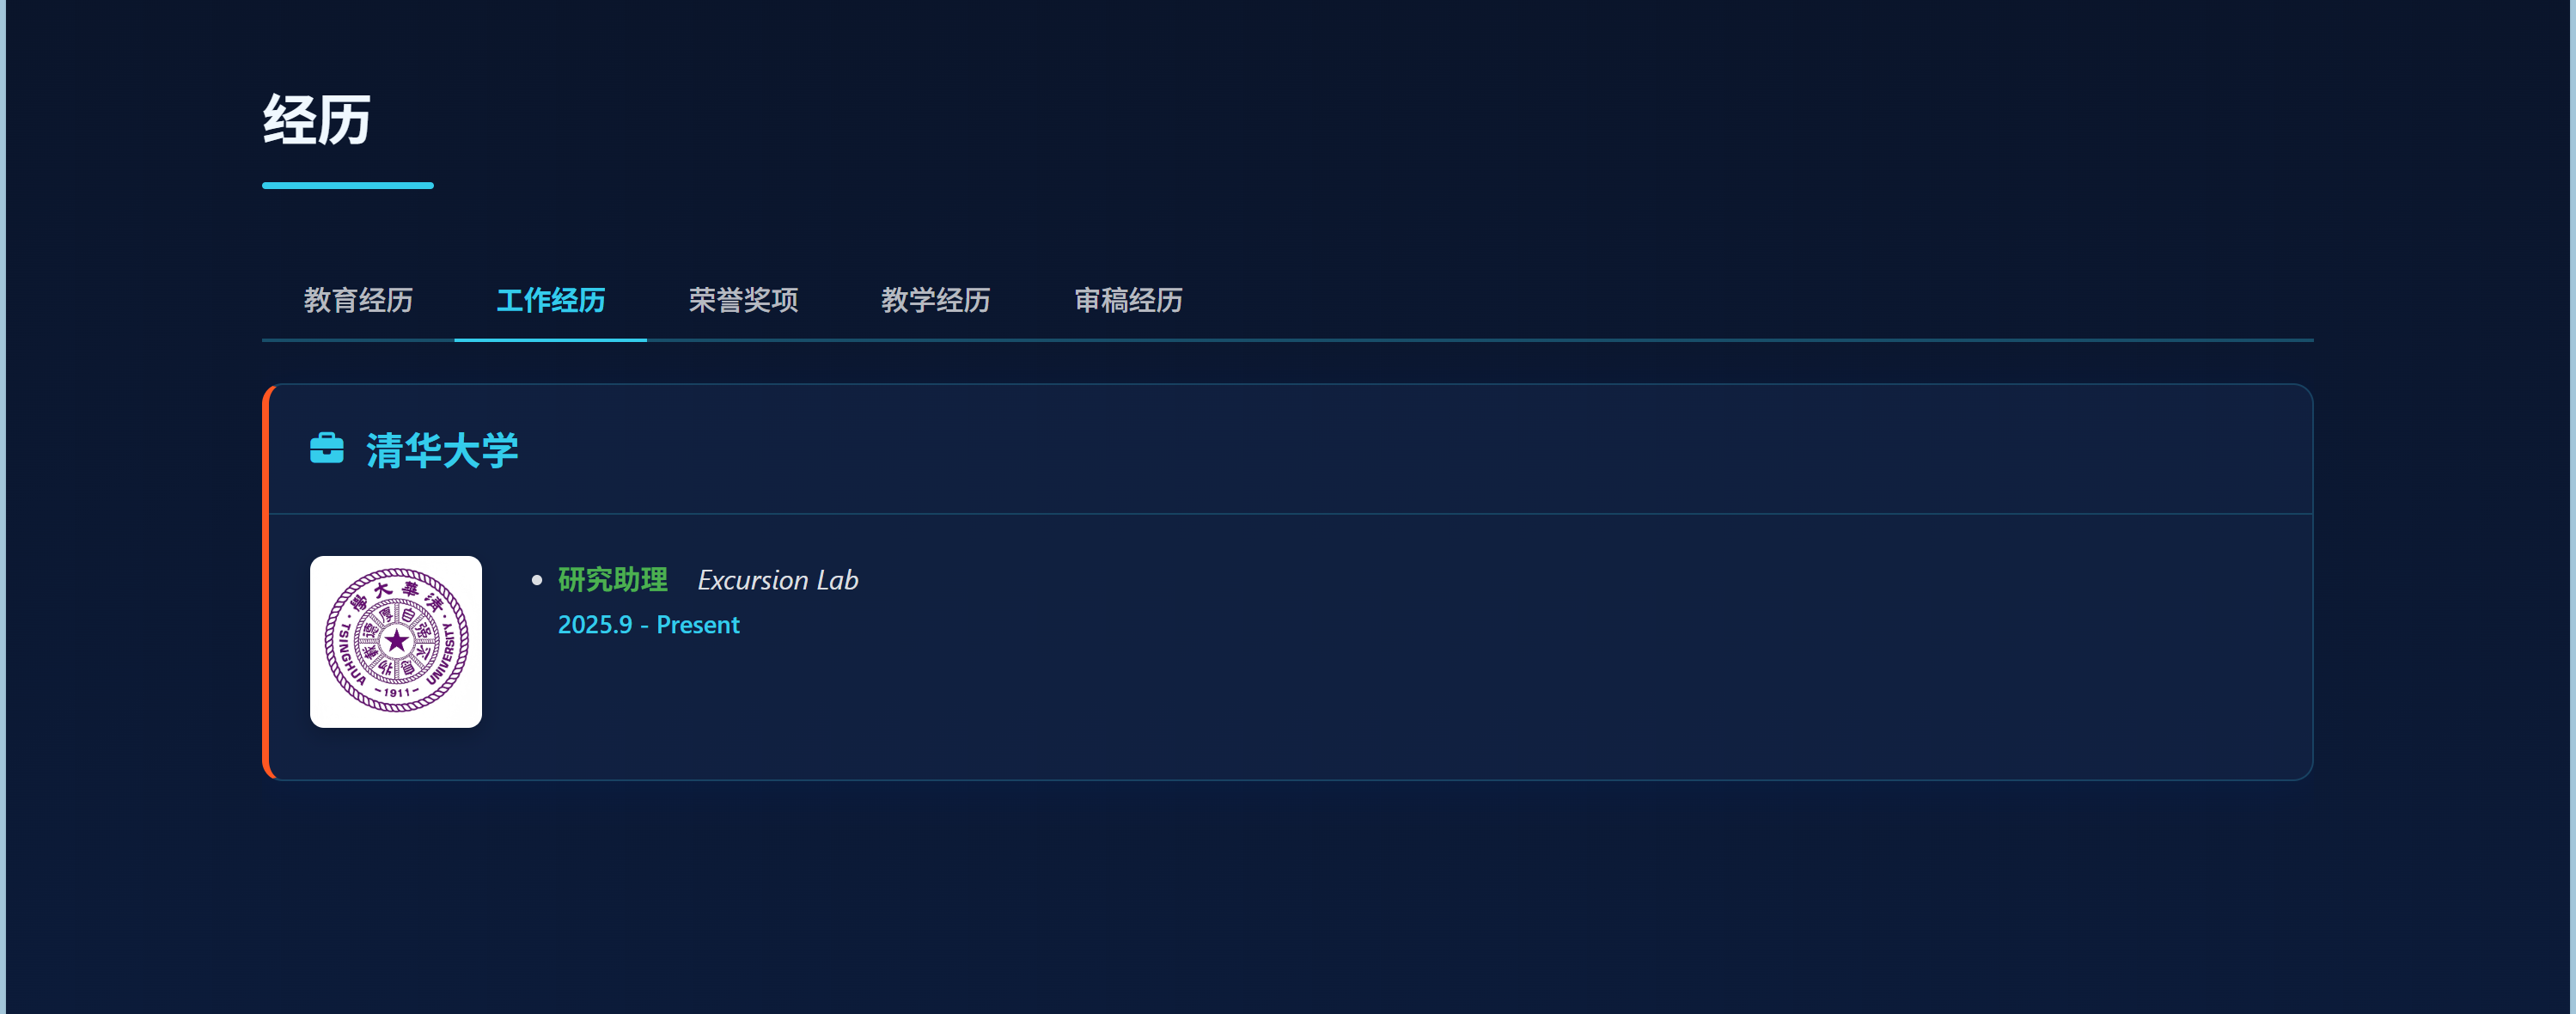 经历
教育经历 工作经历 荣誉奖项 教学经历 审稿经历
清华大学
清華大學
自强不息
厚德載物
TSINGHUA UNIVERSITY
-1911-
研究助理 Excursion Lab
2025.9 - Present